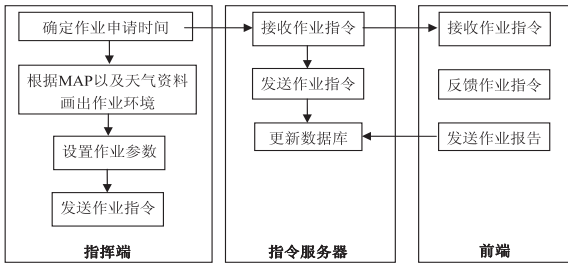 确定作业申请时间
根据MAP以及天气资料
画出作业环境
设置作业参数
发送作业指令
指挥端
接收作业指令
发送作业指令
更新数据库
指令服务器
接收作业指令
反馈作业指令
发送作业报告
前端